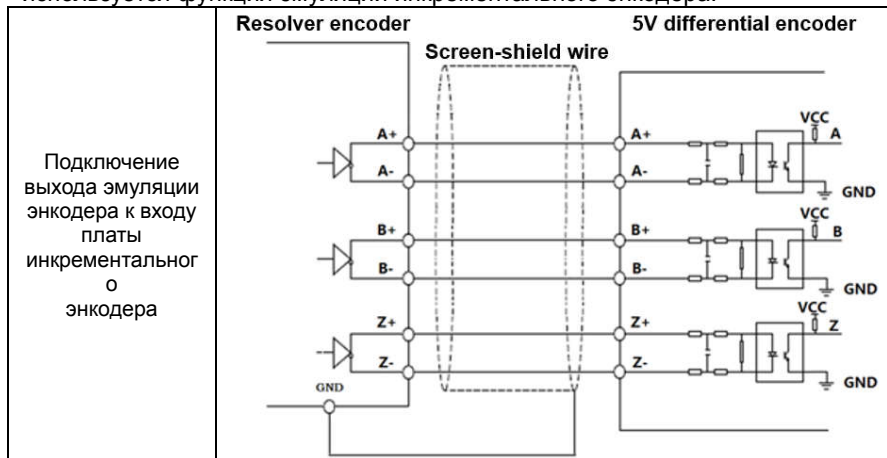 используется функции эмуляции инкрементального энкодера.
Подключение
выхода эмуляции
энкодера к входу
платы
инкрементальног
о
энкодера
Resolver encoder
5V differential encoder
Screen-shield wire
A+
A+
VCC
A
A-
A-
GND
B+
B+
VCC
B
B-
B-
GND
Z+
Z+
VCC
Z
Z-
Z-
GND
GND